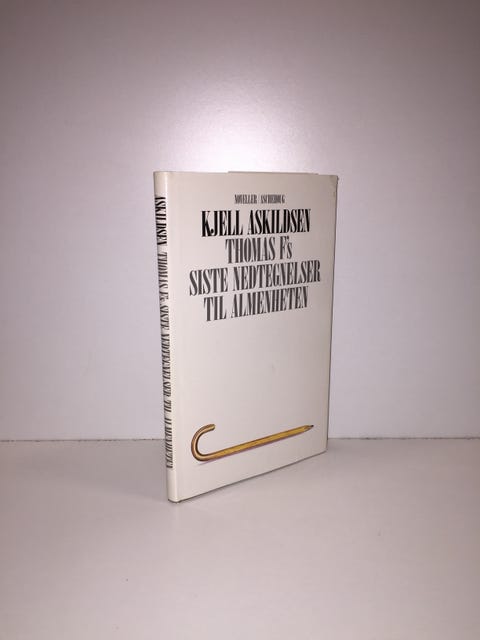 NOVELLER ASCHEHOUG
KJELL ASKILDSEN
THOMAS F's
SISTE NEDTEGNELSER
TIL ALMENHETEN
ASKILDSEN THOMAS F's SISTE NEDTEGNELSER TIL ALMENHETEN